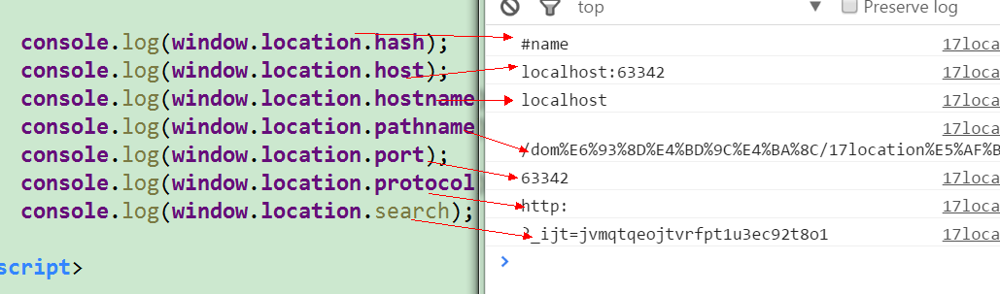 top Preserve log
console.log(window.location.hash);
console.log(window.location.host);
console.log(window.location.hostname
console.log(window.location.pathname
console.log(window.location.port);
console.log(window.location.protocol
console.log(window.location.search);
script>
#name 17loca
localhost:63342 17loca
localhost 17loca
17loca
/dom%E6%93%8D%E4%BD%9C%E4%BA%8C/17location%E5%AF%B
63342 17loca
http: 17loca
?_ijt=jvmqtqeojtvrfpt1u3ec92t8o1 17loca